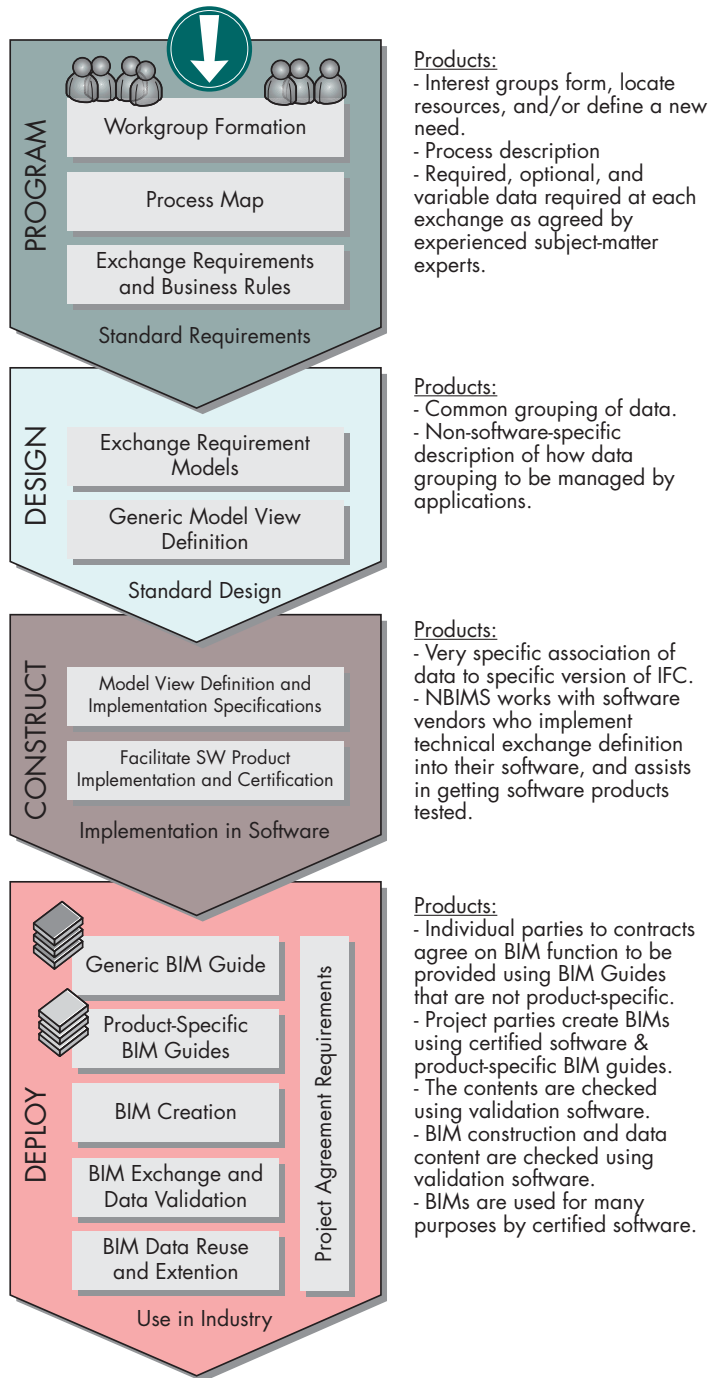 PROGRAM
Workgroup Formation
Process Map
Exchange Requirements
and Business Rules
Standard Requirements
Products:
- Interest groups form, locate
resources, and/or define a new
need.
- Process description
- Required, optional, and
variable data required at each
exchange as agreed by
experienced subject-matter
experts.
DESIGN
Exchange Requirement
Models
Generic Model View
Definition
Standard Design
Products:
- Common grouping of data.
- Non-software-specific
description of how data
grouping to be managed by
applications.
CONSTRUCT
Model View Definition and
Implementation Specifications
Facilitate SW Product
Implementation and Certification
Implementation in Software
Products:
- Very specific association of
data to specific version of IFC.
- NBIMS works with software
vendors who implement
technical exchange definition
into their software, and assists
in getting software products
tested.
DEPLOY
Generic BIM Guide
Product-Specific
BIM Guides
BIM Creation
BIM Exchange and
Data Validation
BIM Data Reuse
and Extention
Project Agreement Requirements
Use in Industry
Products:
- Individual parties to contracts
agree on BIM function to be
provided using BIM Guides
that are not product-specific.
- Project parties create BIMs
using certified software &
product-specific BIM guides.
- The contents are checked
using validation software.
- BIM construction and data
content are checked using
validation software.
- BIMs are used for many
purposes by certified software.